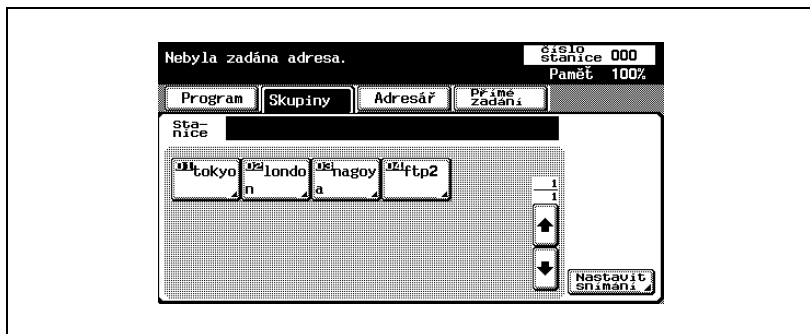 Nebyla zadána adresa.
číslo
stanice 000
Paměť 100%
Program Skupiny Adresář Přímé
zadání
Sta-
nice
01 tokyo 02 londo 03 nagoy 04 ftp2
n a
1
1
Nastavit
snímání